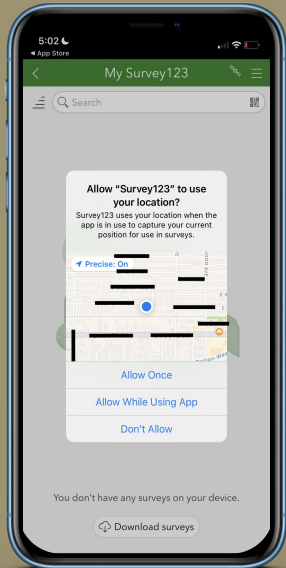 5:02
App Store
My Survey123
Search
Allow “Survey123” to use
your location?
Survey123 uses your location when the
app is in use to capture your current
position for use in surveys.
Precise: On
Allow Once
Allow While Using App
Don't Allow
You don't have any surveys on your device.
Download surveys